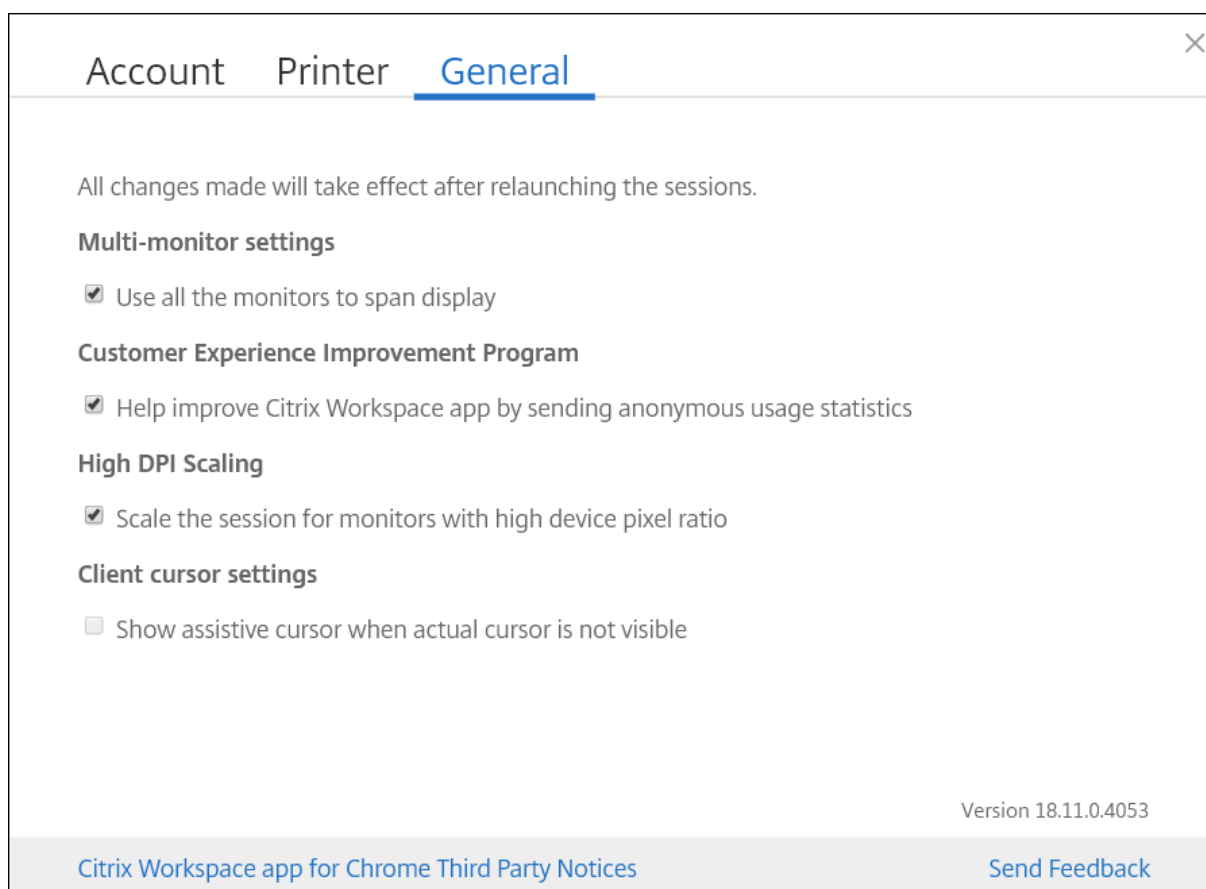 Account Printer General
All changes made will take effect after relaunching the sessions.
Multi-monitor settings
Use all the monitors to span display
Customer Experience Improvement Program
Help improve Citrix Workspace app by sending anonymous usage statistics
High DPI Scaling
Scale the session for monitors with high device pixel ratio
Client cursor settings
Show assistive cursor when actual cursor is not visible
Version 18.11.0.4053
Citrix Workspace app for Chrome Third Party Notices Send Feedback